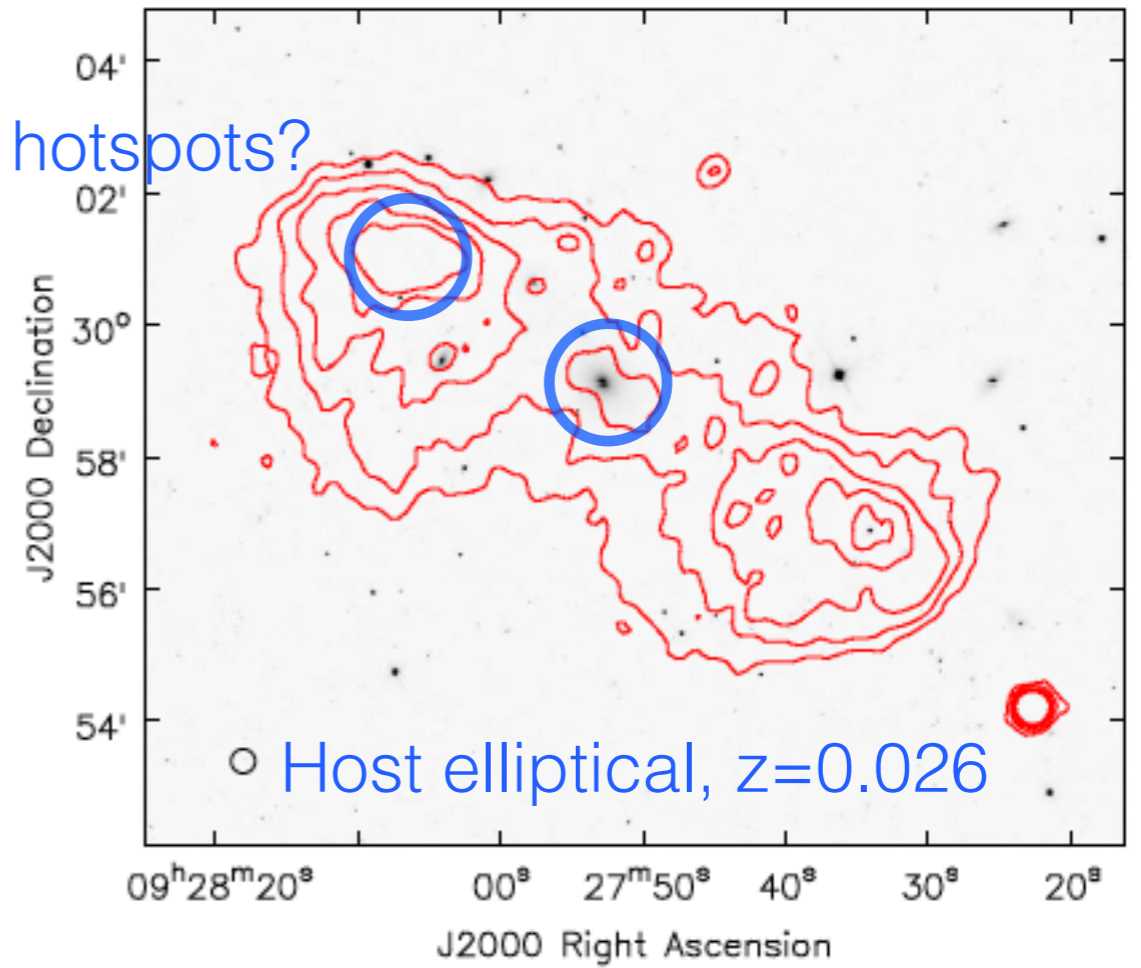 04'
hotspots?
02'
30°
58'
56'
54'
J2000 Declination
Host elliptical, z=0.026
09ʰ28ᵐ20ˢ 00ˢ 27ᵐ50ˢ 40ˢ 30ˢ 20ˢ
J2000 Right Ascension